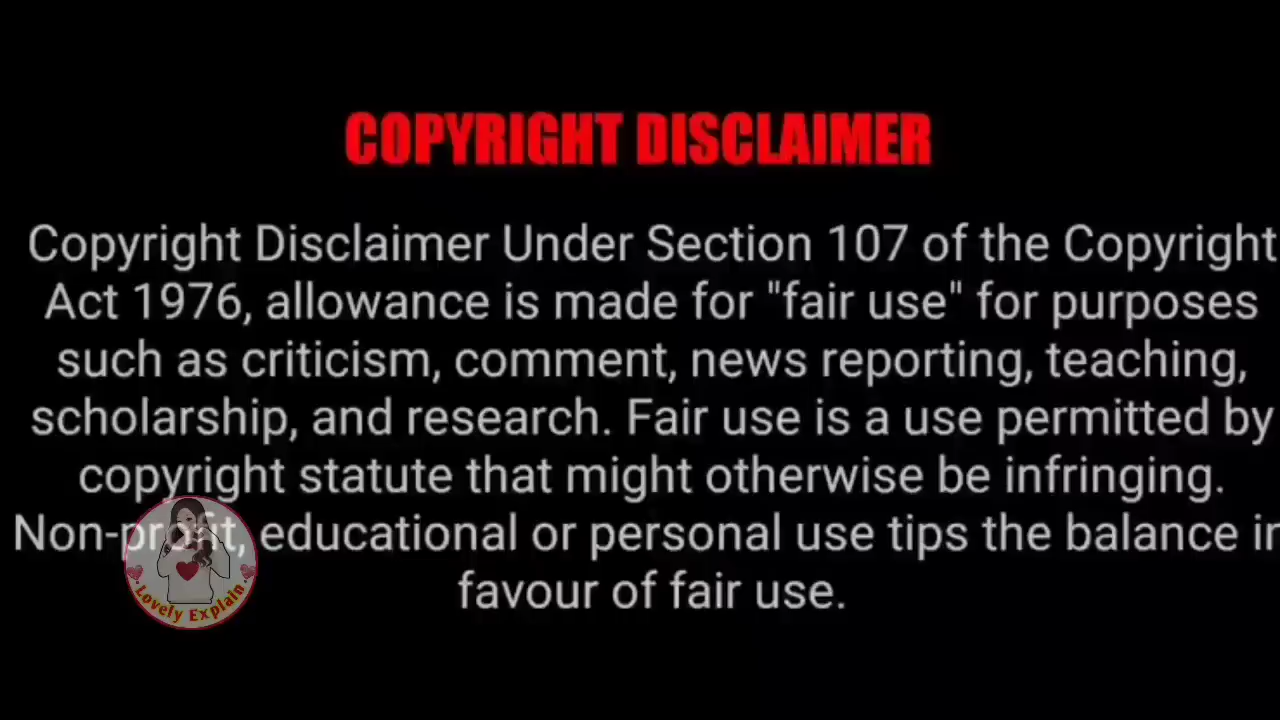 COPYRIGHT DISCLAIMER
Copyright Disclaimer Under Section 107 of the Copyright
Act 1976, allowance is made for "fair use" for purposes
such as criticism, comment, news reporting, teaching,
scholarship, and research. Fair use is a use permitted by
copyright statute that might otherwise be infringing.
Non-profit, educational or personal use tips the balance in
favour of fair use.
Lovely Explain